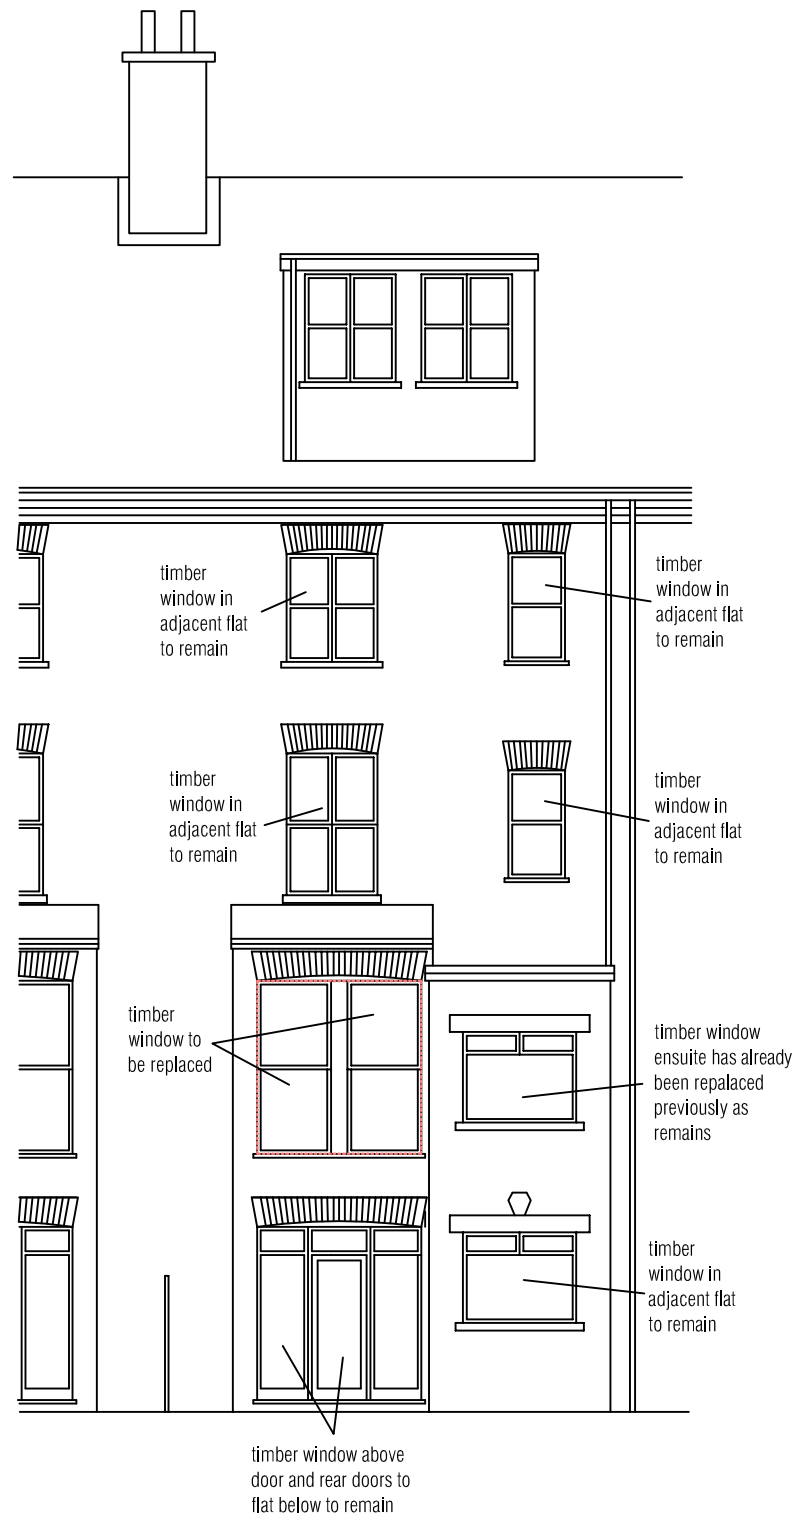 timber
window in
adjacent flat
to remain
timber
window in
adjacent flat
to remain
timber
window in
adjacent flat
to remain
timber
window in
adjacent flat
to remain
timber
window to
be replaced
timber window
ensuite has already
been repalaced
previously as
remains
timber
window in
adjacent flat
to remain
timber window above
door and rear doors to
flat below to remain